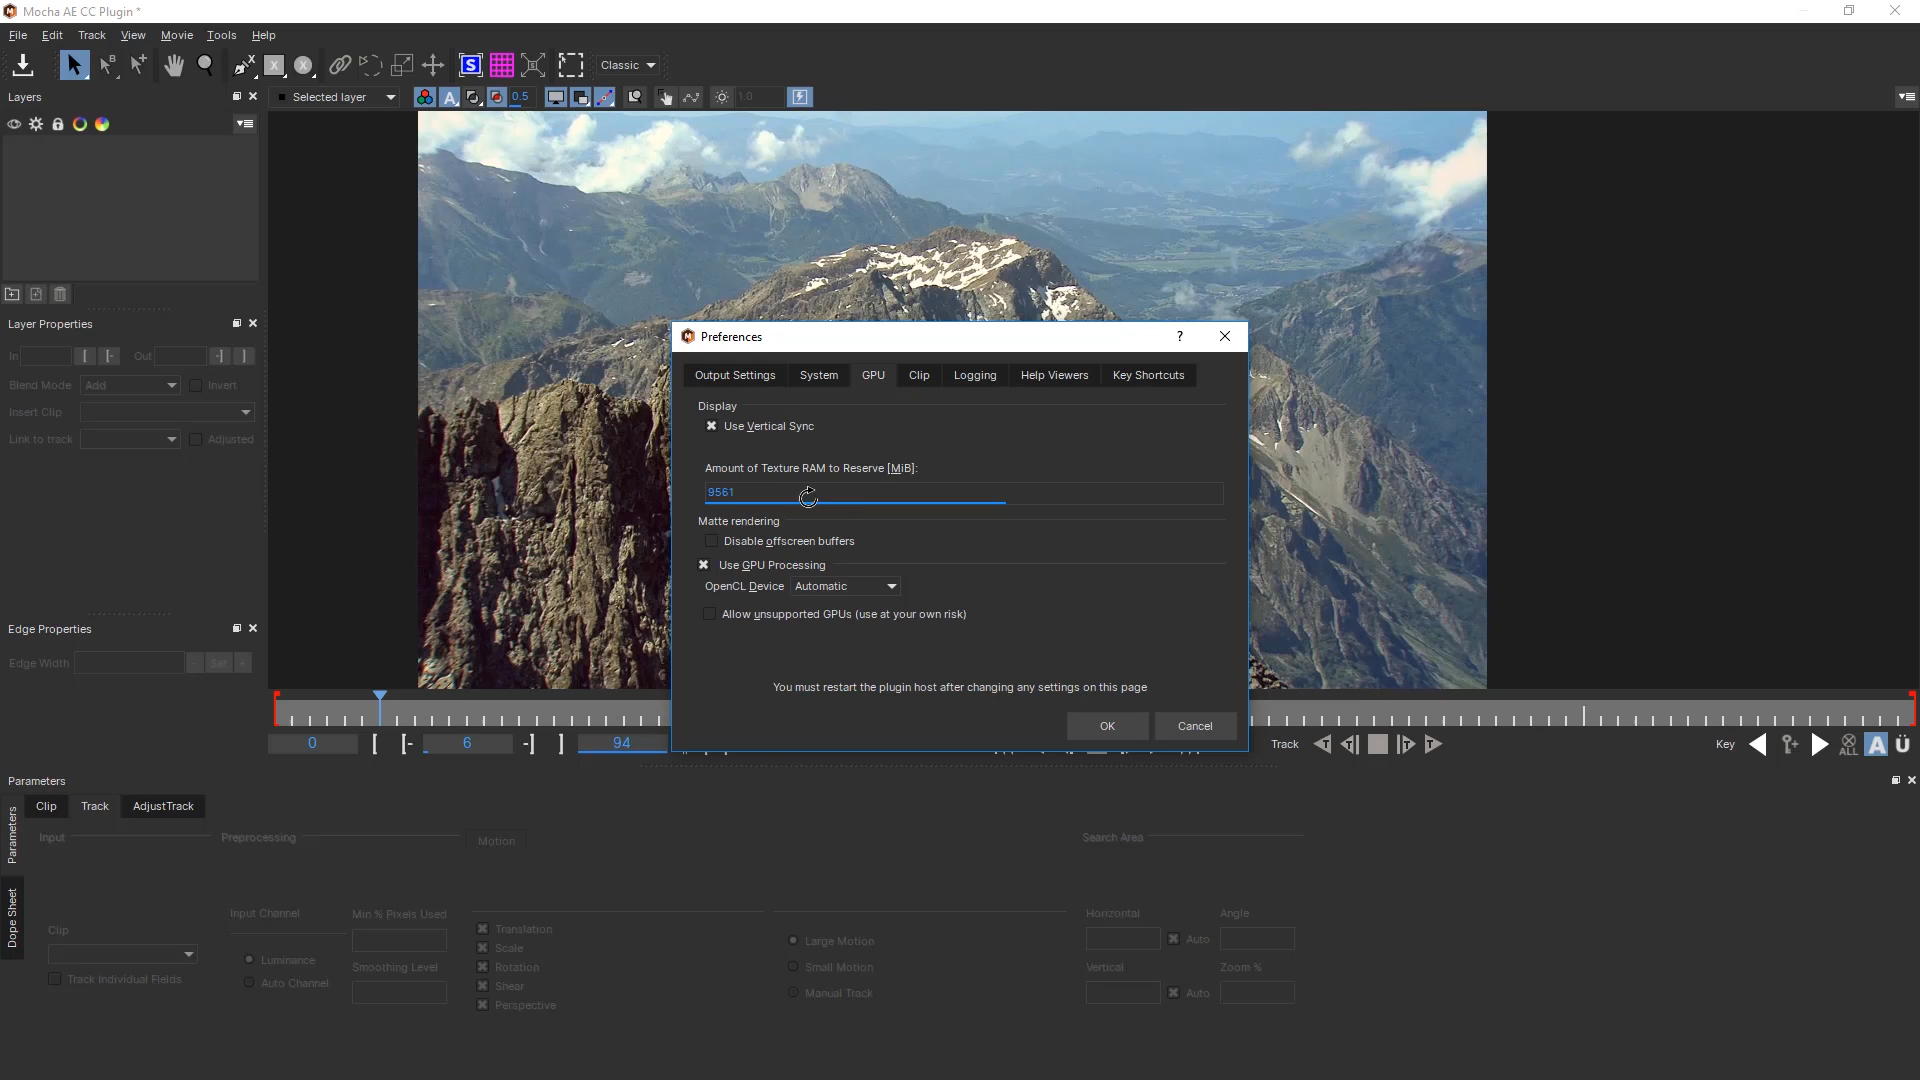 Mocha AE CC Plugin *
File Edit Track View Movie Tools Help
Classic
Layers
Selected layer
0.5
1.0
Layer Properties
In Out
Blend Mode Add Invert
Insert Clip
Link to track Adjusted
Edge Properties
Edge Width - Set +
Preferences
Output Settings System GPU Clip Logging Help Viewers Key Shortcuts
Display
Use Vertical Sync
Amount of Texture RAM to Reserve [MiB]:
9561
Matte rendering
Disable offscreen buffers
Use GPU Processing
OpenCL Device Automatic
Allow unsupported GPUs (use at your own risk)
You must restart the plugin host after changing any settings on this page
OK Cancel
0 6 94 Track Key ALL
Parameters
Clip Track AdjustTrack
Parameters
Dope Sheet
Input Preprocessing Motion Search Area
Input Channel Min % Pixels Used Horizontal Angle
Clip
Translation
Large Motion
Auto
Scale
Luminance
Smoothing Level
Rotation
Small Motion
Vertical
Zoom %
Track Individual Fields
Auto Channel
Shear
Manual Track
Auto
Perspective